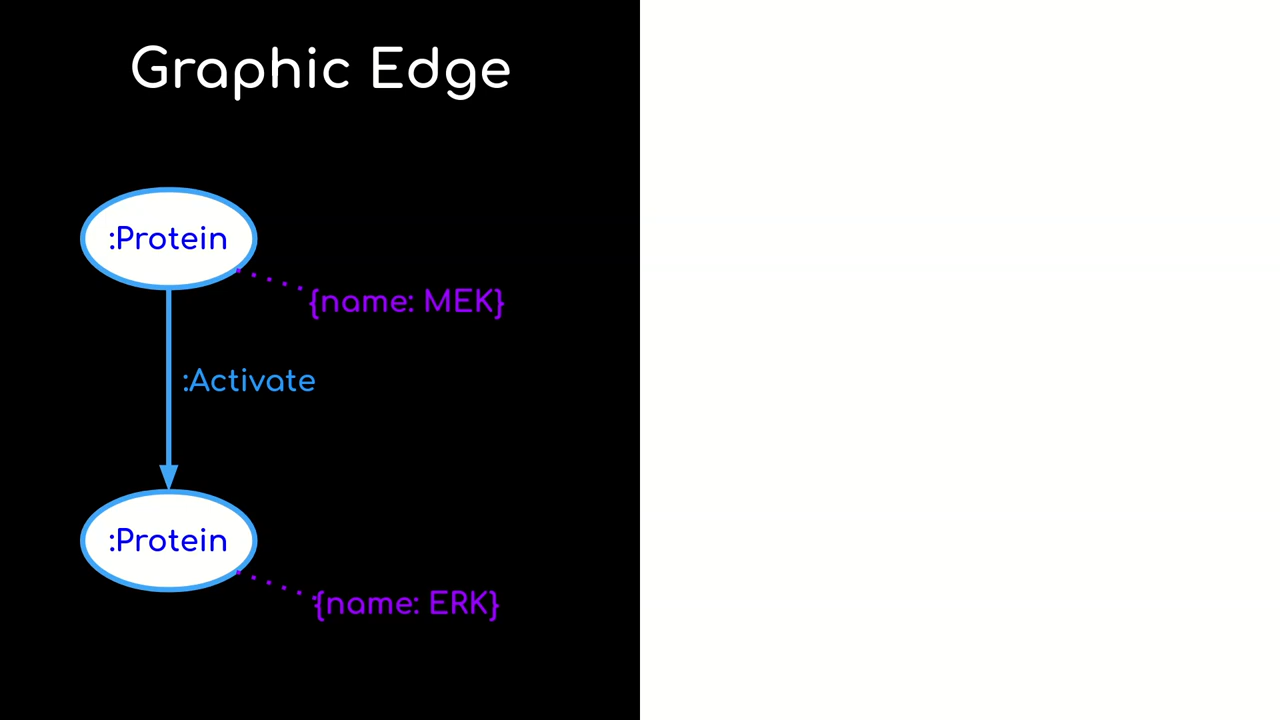 Graphic Edge
:Protein
{name: MEK}
:Activate
:Protein
{name: ERK}